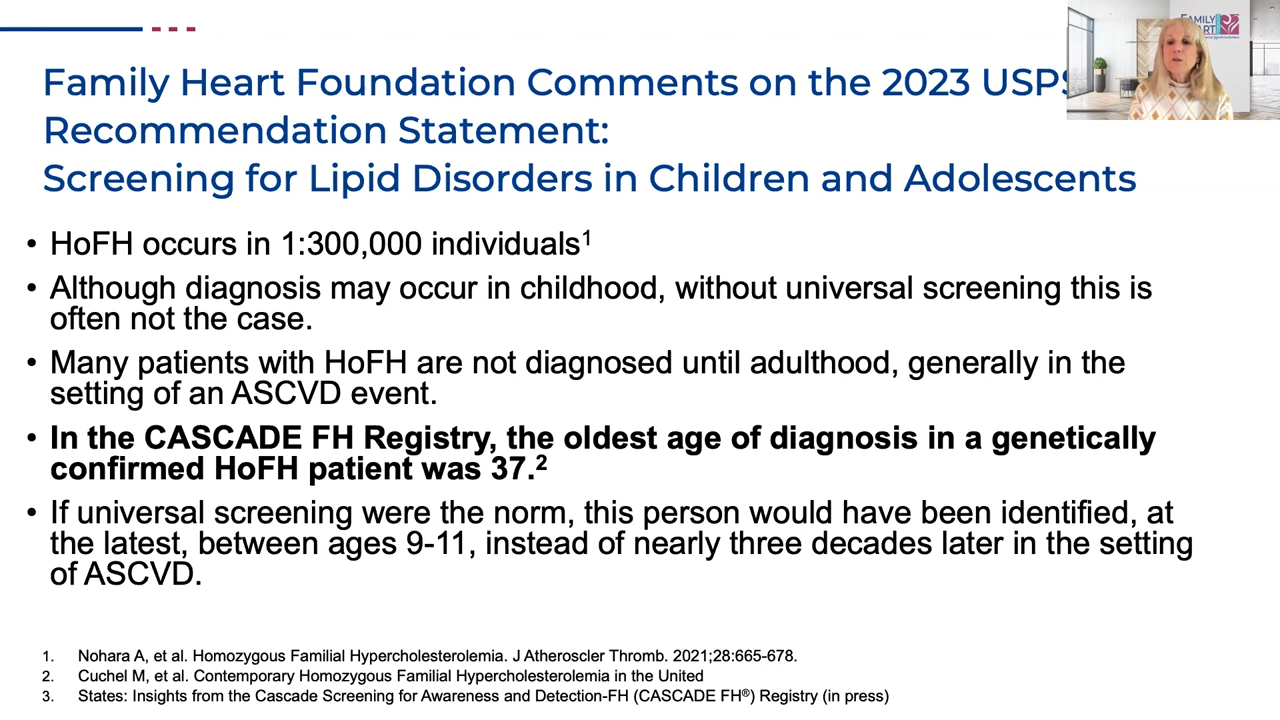 Family Heart Foundation Comments on the 2023 USPS
Recommendation Statement:
Screening for Lipid Disorders in Children and Adolescents
FAMILY
• HoFH occurs in 1:300,000 individuals¹
• Although diagnosis may occur in childhood, without universal screening this is
often not the case.
• Many patients with HoFH are not diagnosed until adulthood, generally in the
setting of an ASCVD event.
• In the CASCADE FH Registry, the oldest age of diagnosis in a genetically
confirmed HoFH patient was 37.²
• If universal screening were the norm, this person would have been identified, at
the latest, between ages 9-11, instead of nearly three decades later in the setting
of ASCVD.
1. Nohara A, et al. Homozygous Familial Hypercholesterolemia. J Atheroscler Thromb. 2021;28:665-678.
2. Cuchel M, et al. Contemporary Homozygous Familial Hypercholesterolemia in the United
3. States: Insights from the Cascade Screening for Awareness and Detection-FH (CASCADE FH®) Registry (in press)